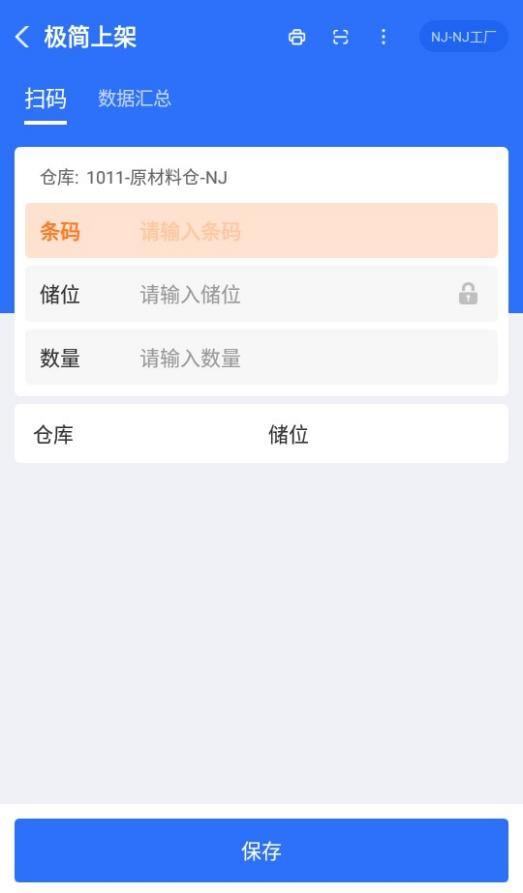 极简上架
NJ-NJ工厂
扫码 数据汇总
仓库: 1011-原材料仓-NJ
条码 请输入条码
储位 请输入储位
数量 请输入数量
仓库 储位
保存